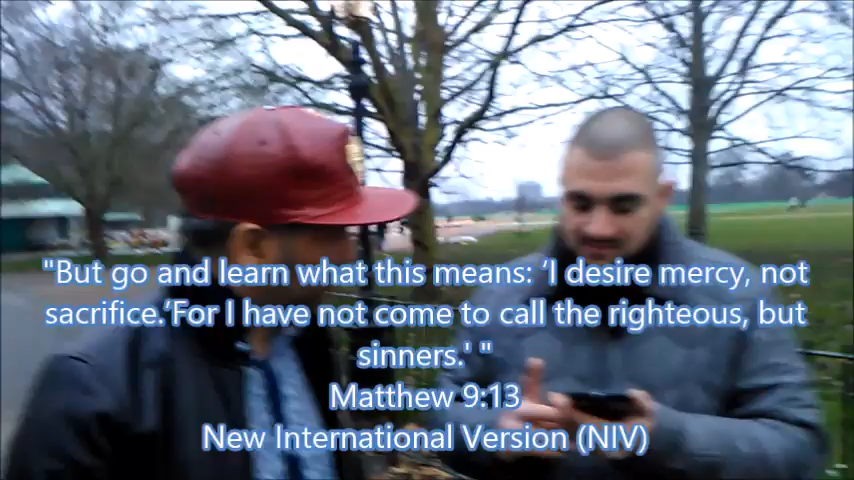 "But go and learn what this means: ‘I desire mercy, not
sacrifice.’For I have not come to call the righteous, but
sinners.' "
Matthew 9:13
New International Version (NIV)